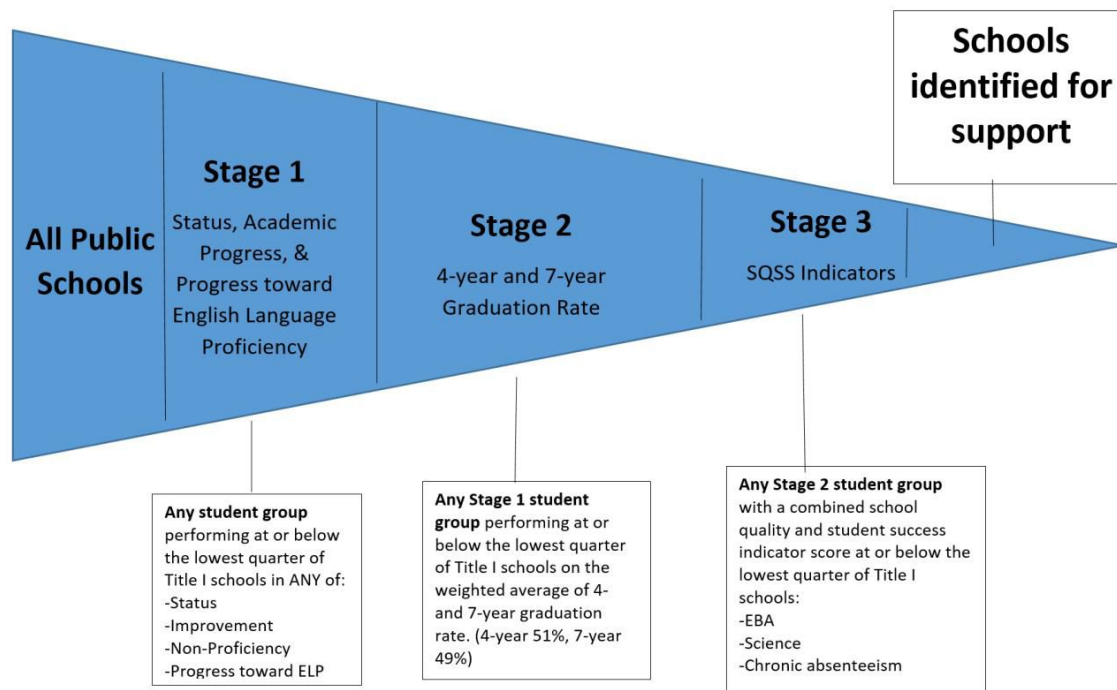 Schools
identified for
support
All Public
Schools
Stage 1
Status, Academic
Progress, &
Progress toward
English Language
Proficiency
Stage 2
4-year and 7-year
Graduation Rate
Stage 3
SQSS Indicators
Any student group
performing at or below
the lowest quarter of
Title I schools in ANY of:
-Status
-Improvement
-Non-Proficiency
-Progress toward ELP
Any Stage 1 student
group performing at or
below the lowest quarter
of Title I schools on the
weighted average of 4-
and 7-year graduation
rate. (4-year 51%, 7-year
49%)
Any Stage 2 student group
with a combined school
quality and student success
indicator score at or below the
lowest quarter of Title I
schools:
-EBA
-Science
-Chronic absenteeism